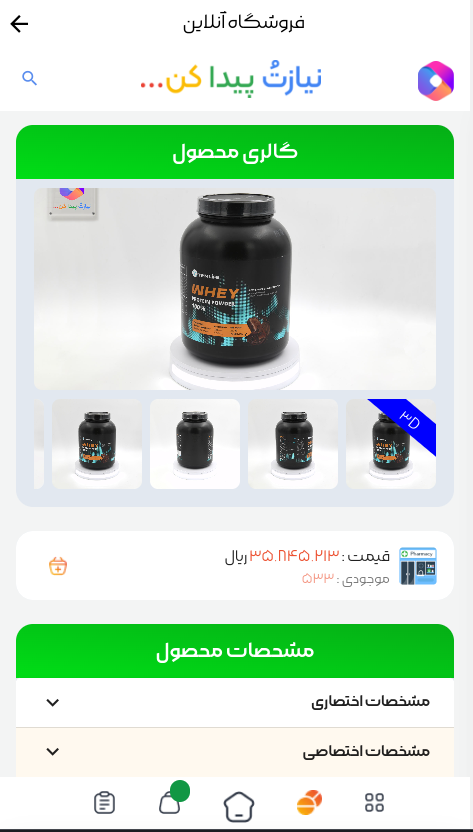 فروشگاه آنلاین
نیازتُ پیدا کن...
گالری محصول
WHEY
PROTEIN POWDER
100%
3D
Pharmacy
قیمت : ۳۵.۸۴۵.۲۱۳ ریال
موجودی : ۵۳۳
مشخصات محصول
مشخصات اختصاری
مشخصات اختصاصی